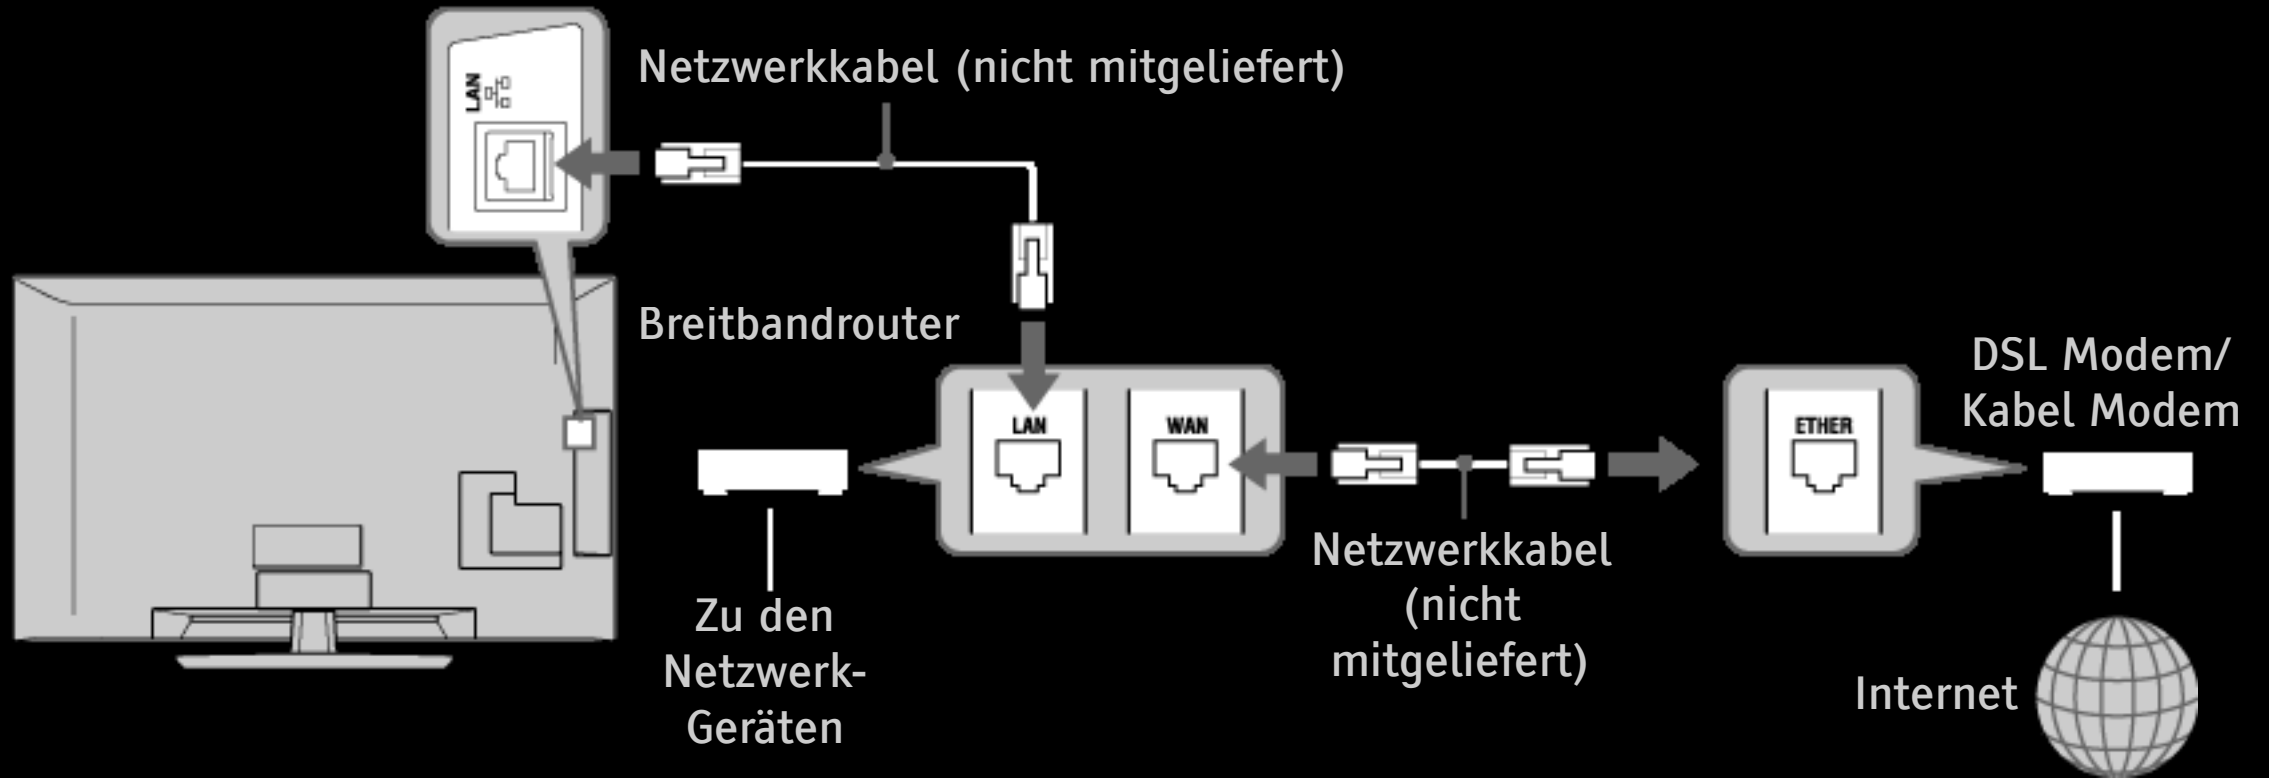 LAN
Netzwerkkabel (nicht mitgeliefert)
Breitbandrouter
LAN
WAN
ETHER
DSL Modem/
Kabel Modem
Netzwerkkabel
(nicht
mitgeliefert)
Zu den
Netzwerk-
Geräten
Internet